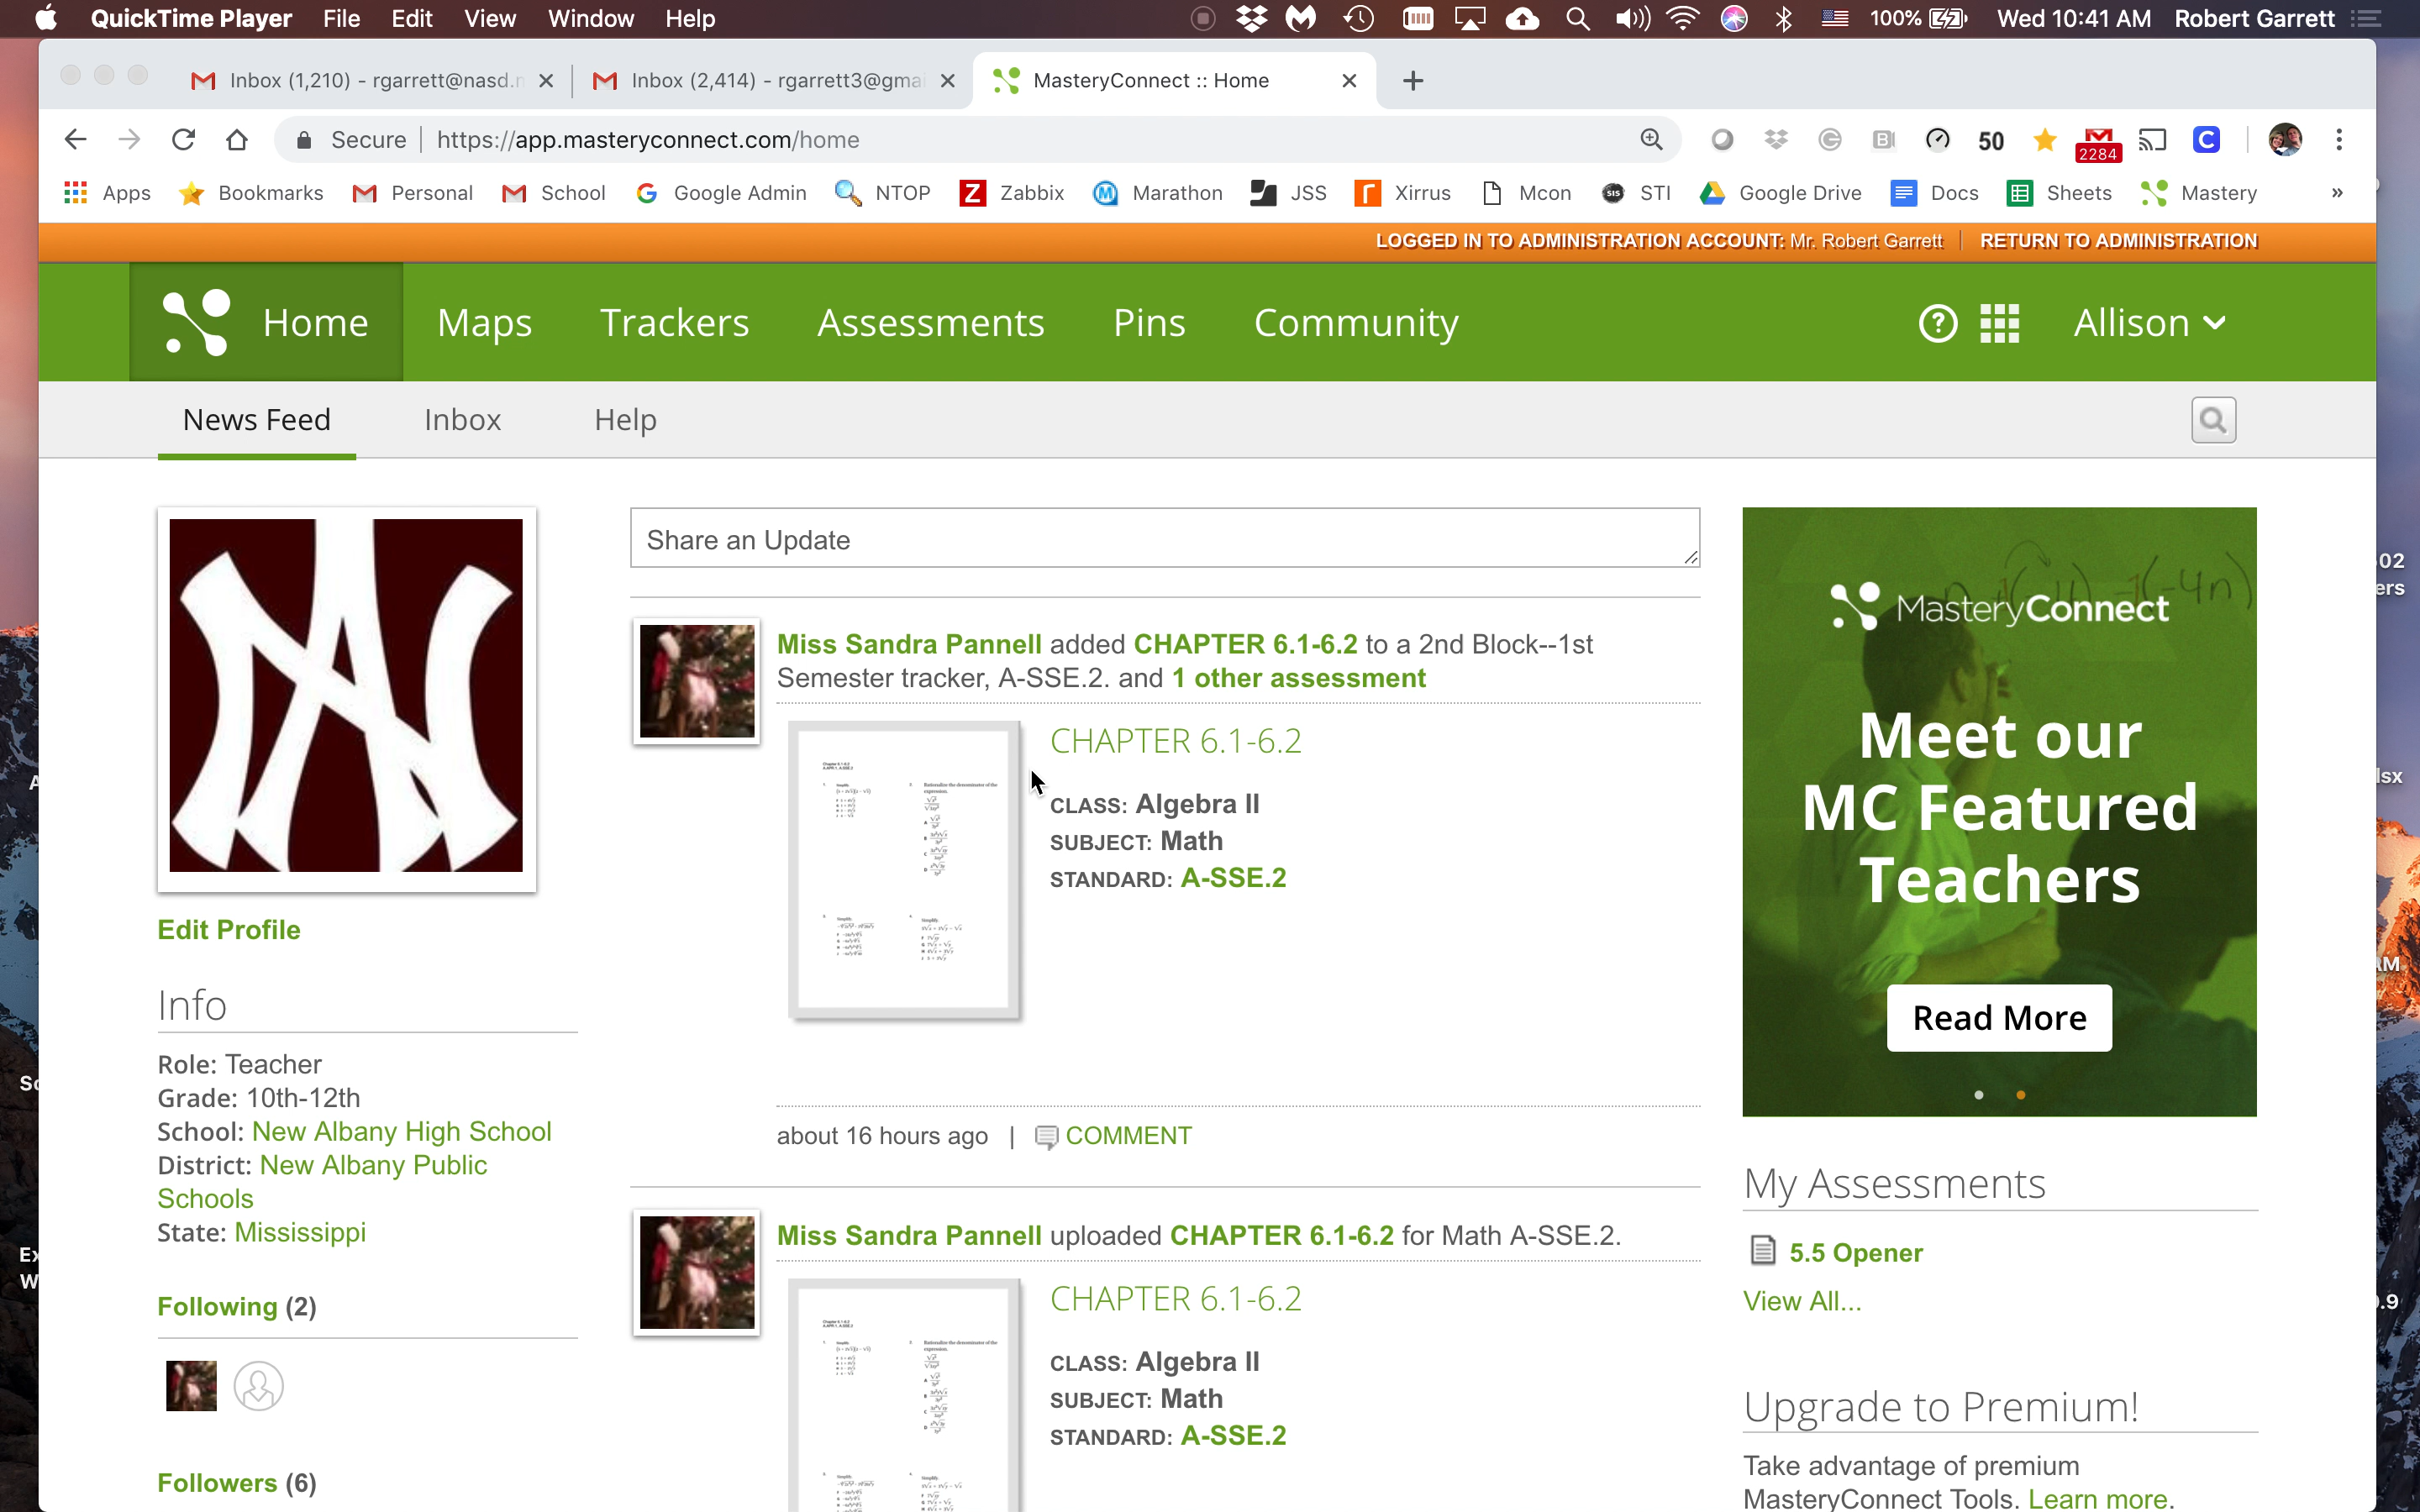 QuickTime Player File Edit View Window Help 100% Wed 10:41 AM Robert Garrett
Inbox (1,210) - rgarrett@nasd.n Inbox (2,414) - rgarrett3@gmai MasteryConnect :: Home
Secure https://app.masteryconnect.com/home 50 2284
Apps Bookmarks Personal School Google Admin NTOP Zabbix Marathon JSS Xirrus Mcon STI Google Drive Docs Sheets Mastery »
LOGGED IN TO ADMINISTRATION ACCOUNT: Mr. Robert Garrett RETURN TO ADMINISTRATION
Home Maps Trackers Assessments Pins Community Allison
News Feed Inbox Help
Edit Profile
Info
Role: Teacher
Grade: 10th-12th
School: New Albany High School
District: New Albany Public
Schools
State: Mississippi
Following (2)
Followers (6)
Share an Update
Miss Sandra Pannell added CHAPTER 6.1-6.2 to a 2nd Block--1st
Semester tracker, A-SSE.2. and 1 other assessment
CHAPTER 6.1-6.2
CLASS: Algebra II
SUBJECT: Math
STANDARD: A-SSE.2
about 16 hours ago | COMMENT
Miss Sandra Pannell uploaded CHAPTER 6.1-6.2 for Math A-SSE.2.
CHAPTER 6.1-6.2
CLASS: Algebra II
SUBJECT: Math
STANDARD: A-SSE.2
MasteryConnect
Meet our
MC Featured
Teachers
Read More
My Assessments
5.5 Opener
View All...
Upgrade to Premium!
Take advantage of premium
MasteryConnect Tools. Learn more.